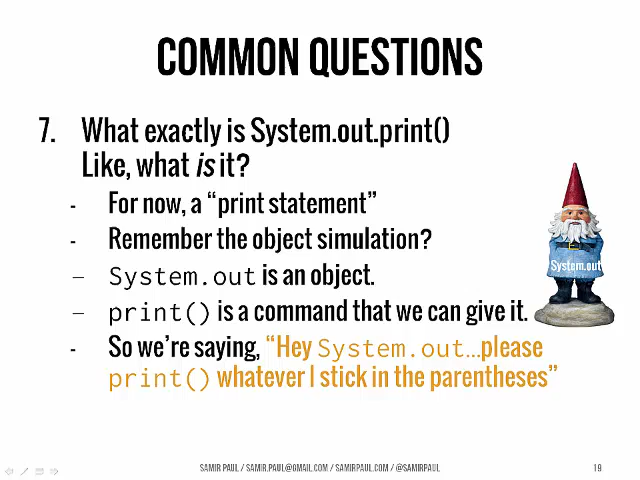 COMMON QUESTIONS
7. What exactly is System.out.print()
Like, what is it?
- For now, a “print statement”
- Remember the object simulation?
– System.out is an object.
– print() is a command that we can give it.
- So we’re saying, “Hey System.out…please
print() whatever I stick in the parentheses”
System.out
SAMIR PAUL / SAMIR.PAUL@GMAIL.COM / SAMIRPAUL.COM / @SAMIRPAUL
19